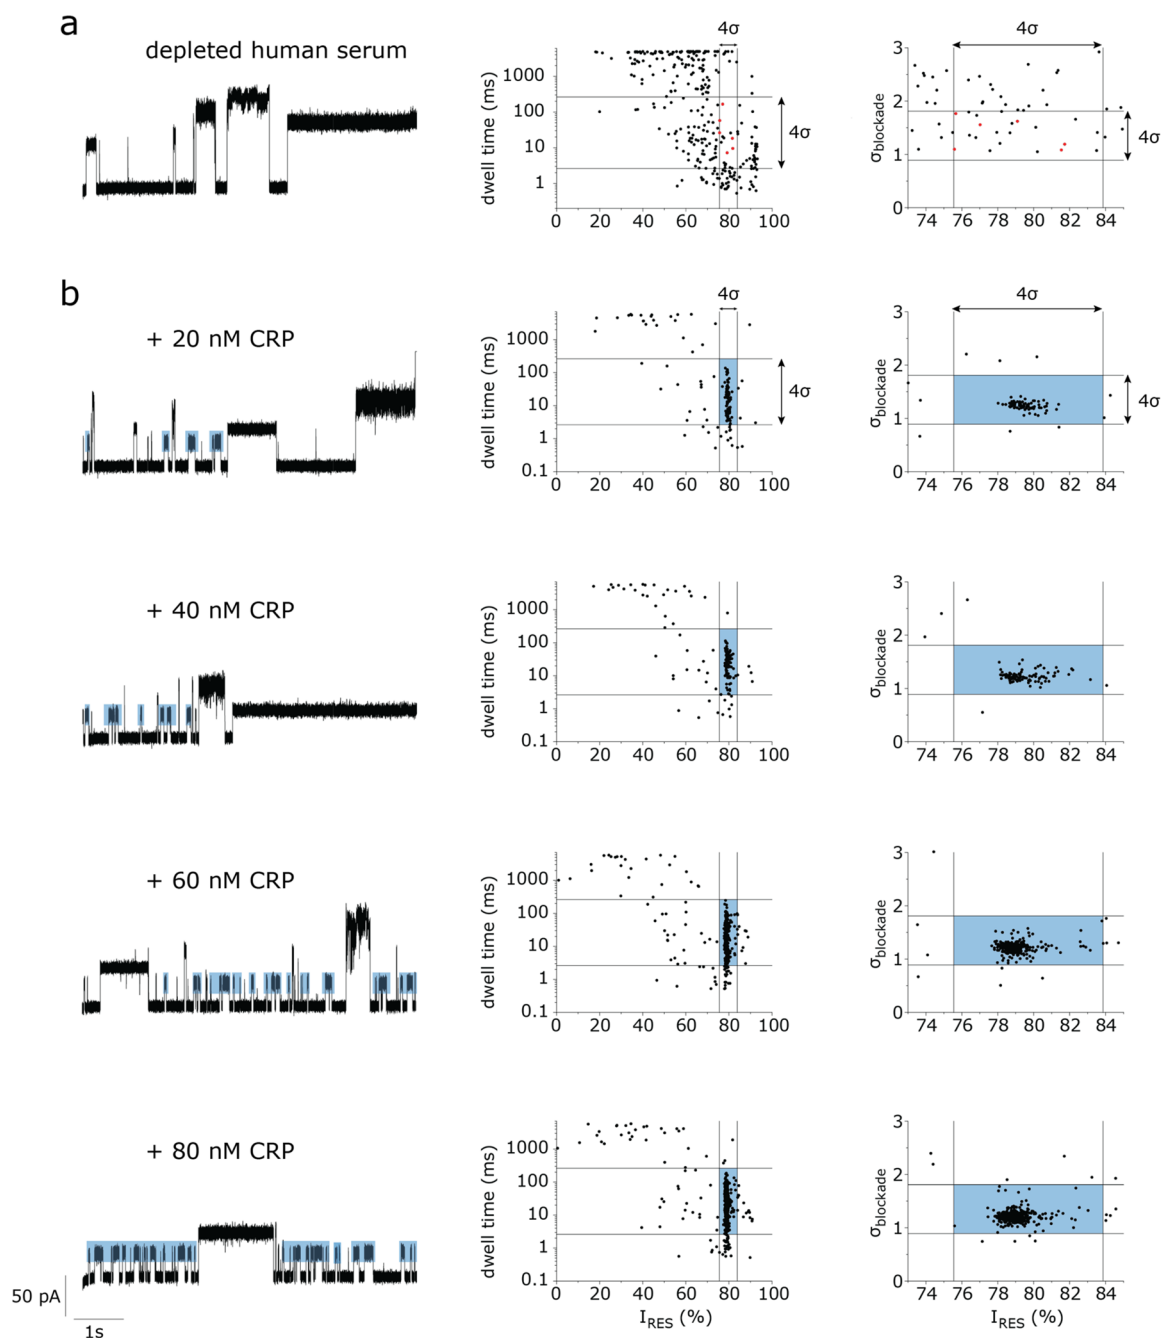 a
depleted human serum
4σ
dwell time (ms)
1000
100
10
1
4σ
0 20 40 60 80 100
4σ
σblockade
3
2
1
0
4σ
74 76 78 80 82 84
b
+ 20 nM CRP
4σ
dwell time (ms)
1000
100
10
1
0.1
4σ
0 20 40 60 80 100
4σ
σblockade
3
2
1
0
4σ
74 76 78 80 82 84
+ 40 nM CRP
dwell time (ms)
1000
100
10
1
0.1
0 20 40 60 80 100
σblockade
3
2
1
0
74 76 78 80 82 84
+ 60 nM CRP
dwell time (ms)
1000
100
10
1
0.1
0 20 40 60 80 100
σblockade
3
2
1
0
74 76 78 80 82 84
+ 80 nM CRP
50 pA
1s
dwell time (ms)
1000
100
10
1
0.1
0 20 40 60 80 100
IRES (%)
σblockade
3
2
1
0
74 76 78 80 82 84
IRES (%)